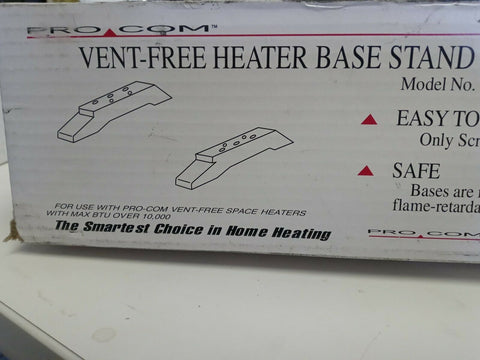 PRO COM™
VENT-FREE HEATER BASE STAND
Model No.
EASY TO
Only Scr
SAFE
Bases are
flame-retarda
FOR USE WITH PRO-COM VENT-FREE SPACE HEATERS
WITH MAX BTU OVER 10,000
The Smartest Choice in Home Heating
PRO COM